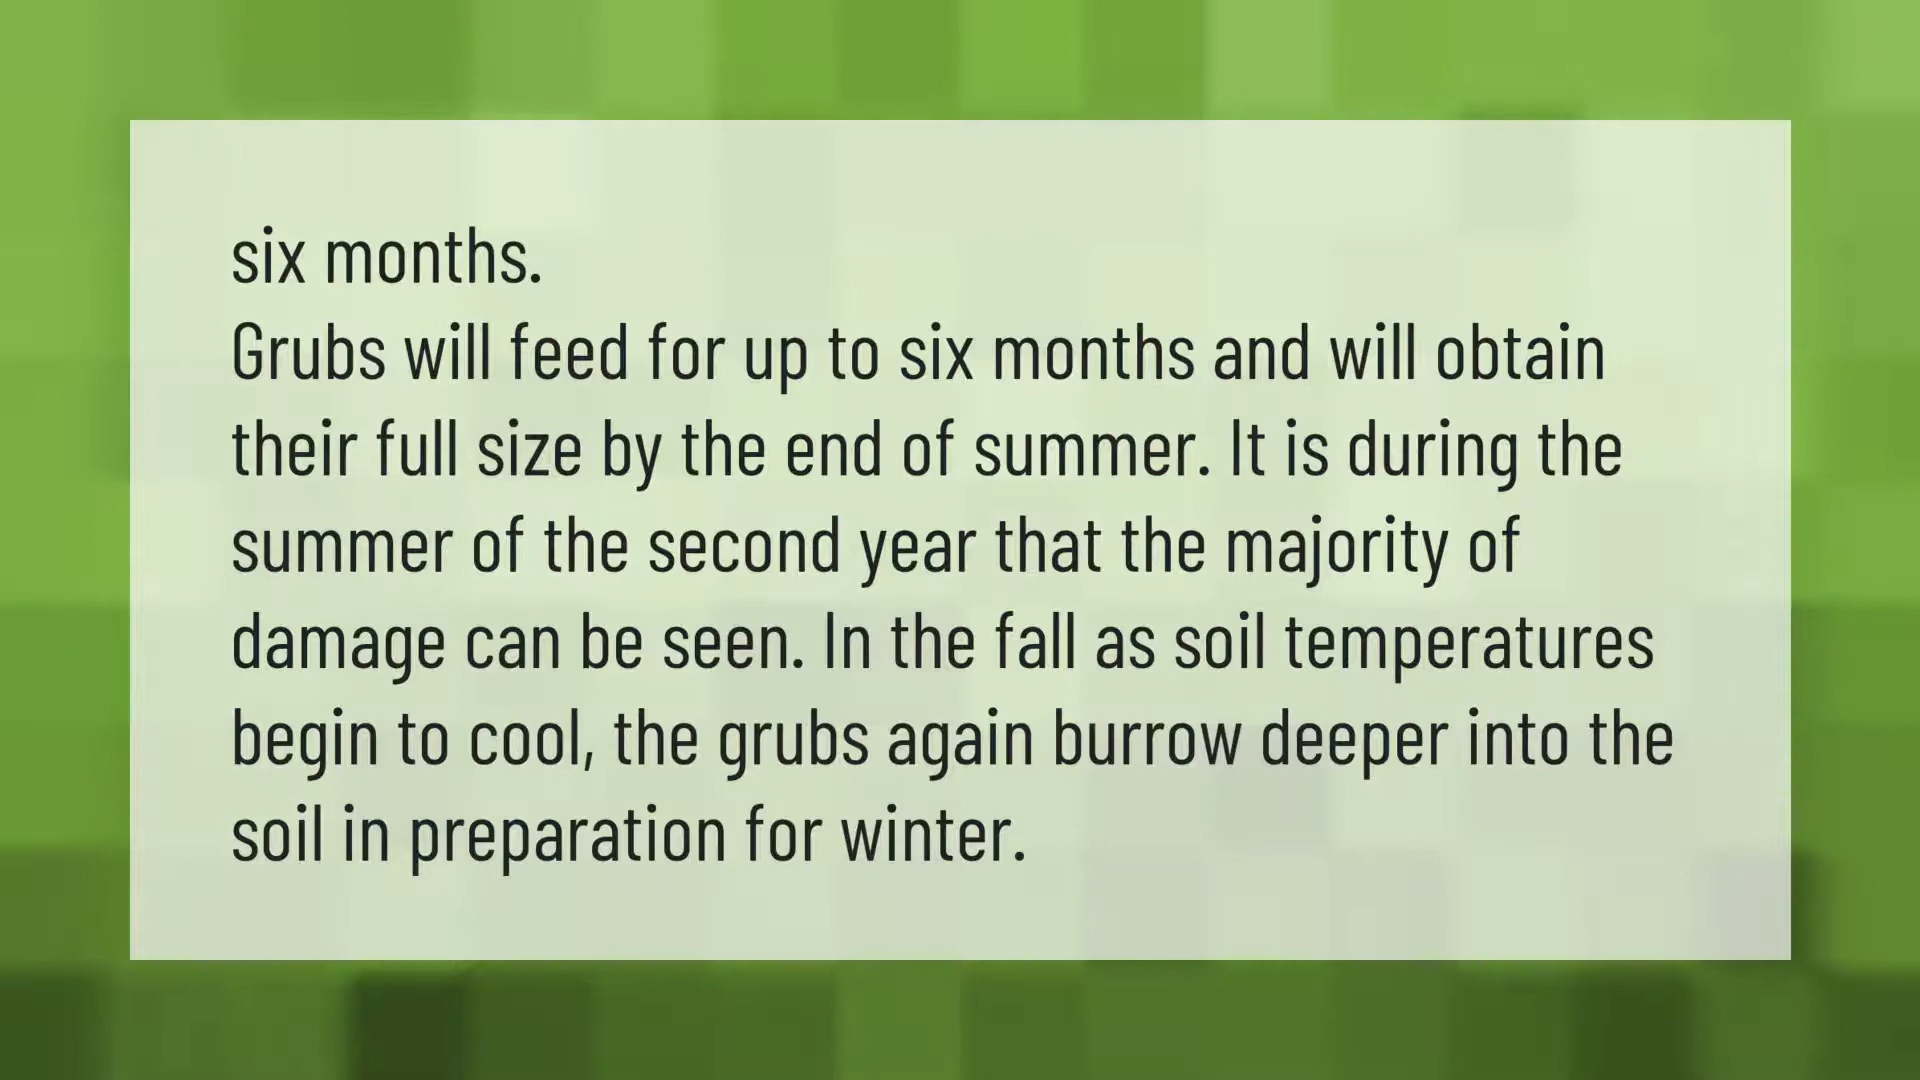 six months.
Grubs will feed for up to six months and will obtain
their full size by the end of summer. It is during the
summer of the second year that the majority of
damage can be seen. In the fall as soil temperatures
begin to cool, the grubs again burrow deeper into the
soil in preparation for winter.